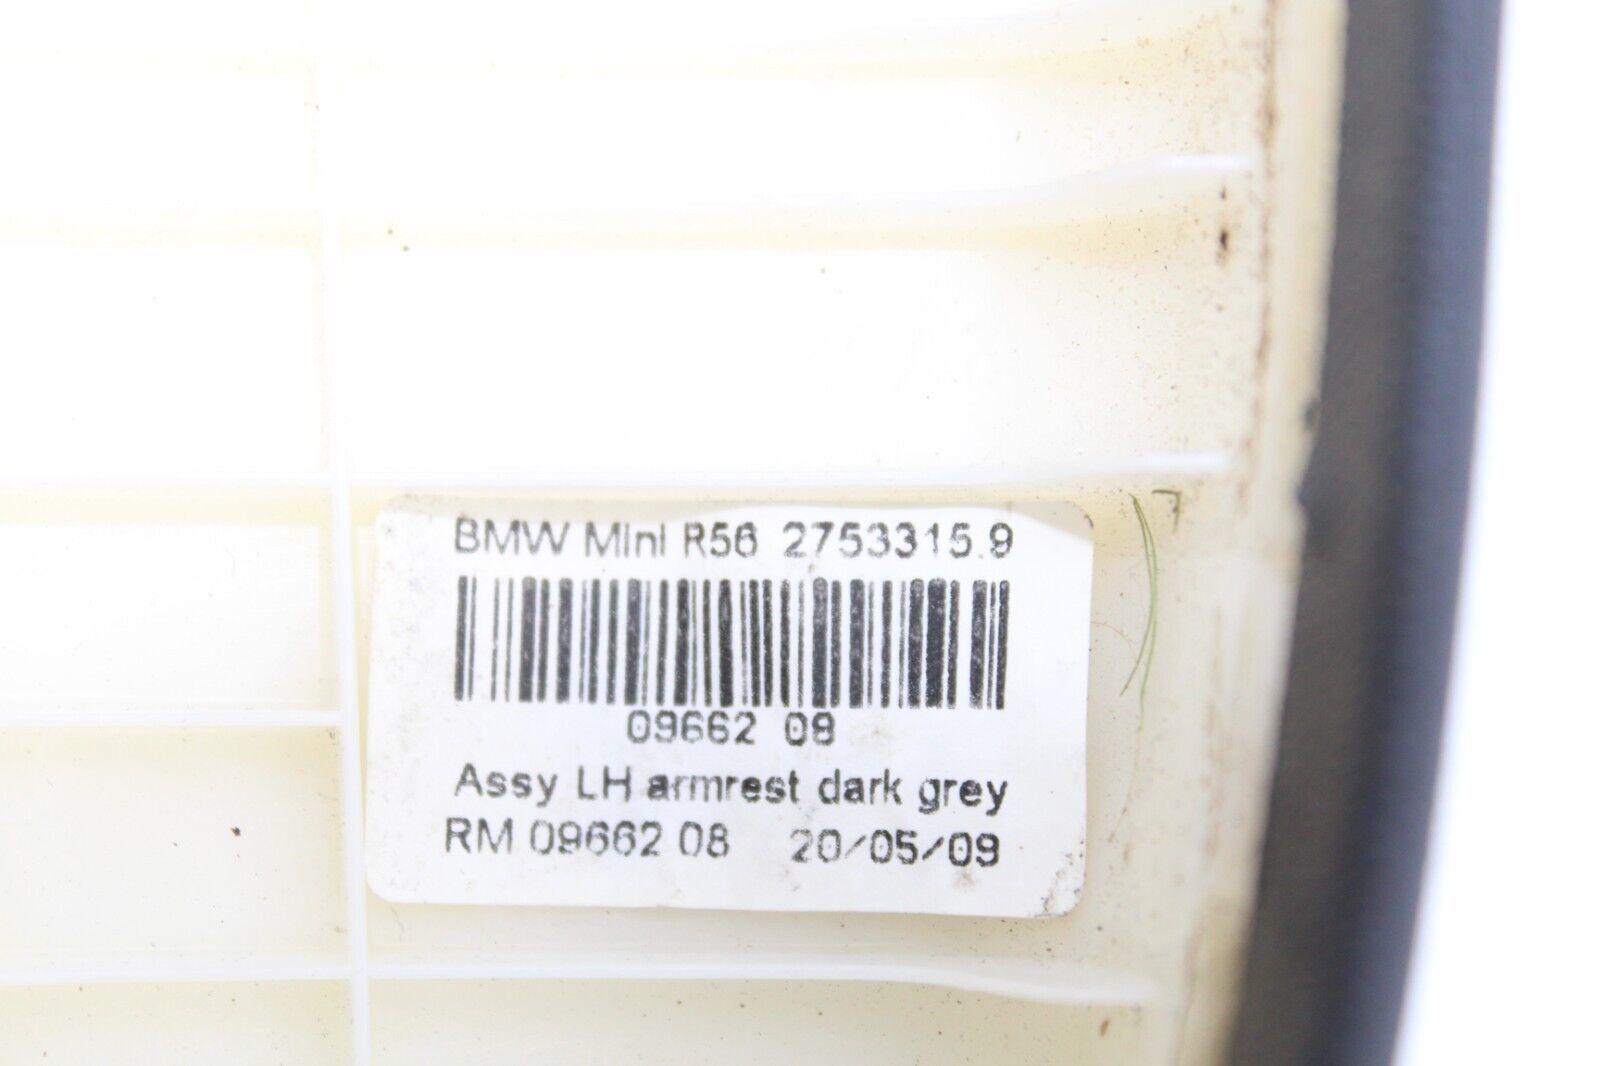 BMW Mini R56 2753315.9
09662 08
Assy LH armrest dark grey
RM 09662 08 20/05/09